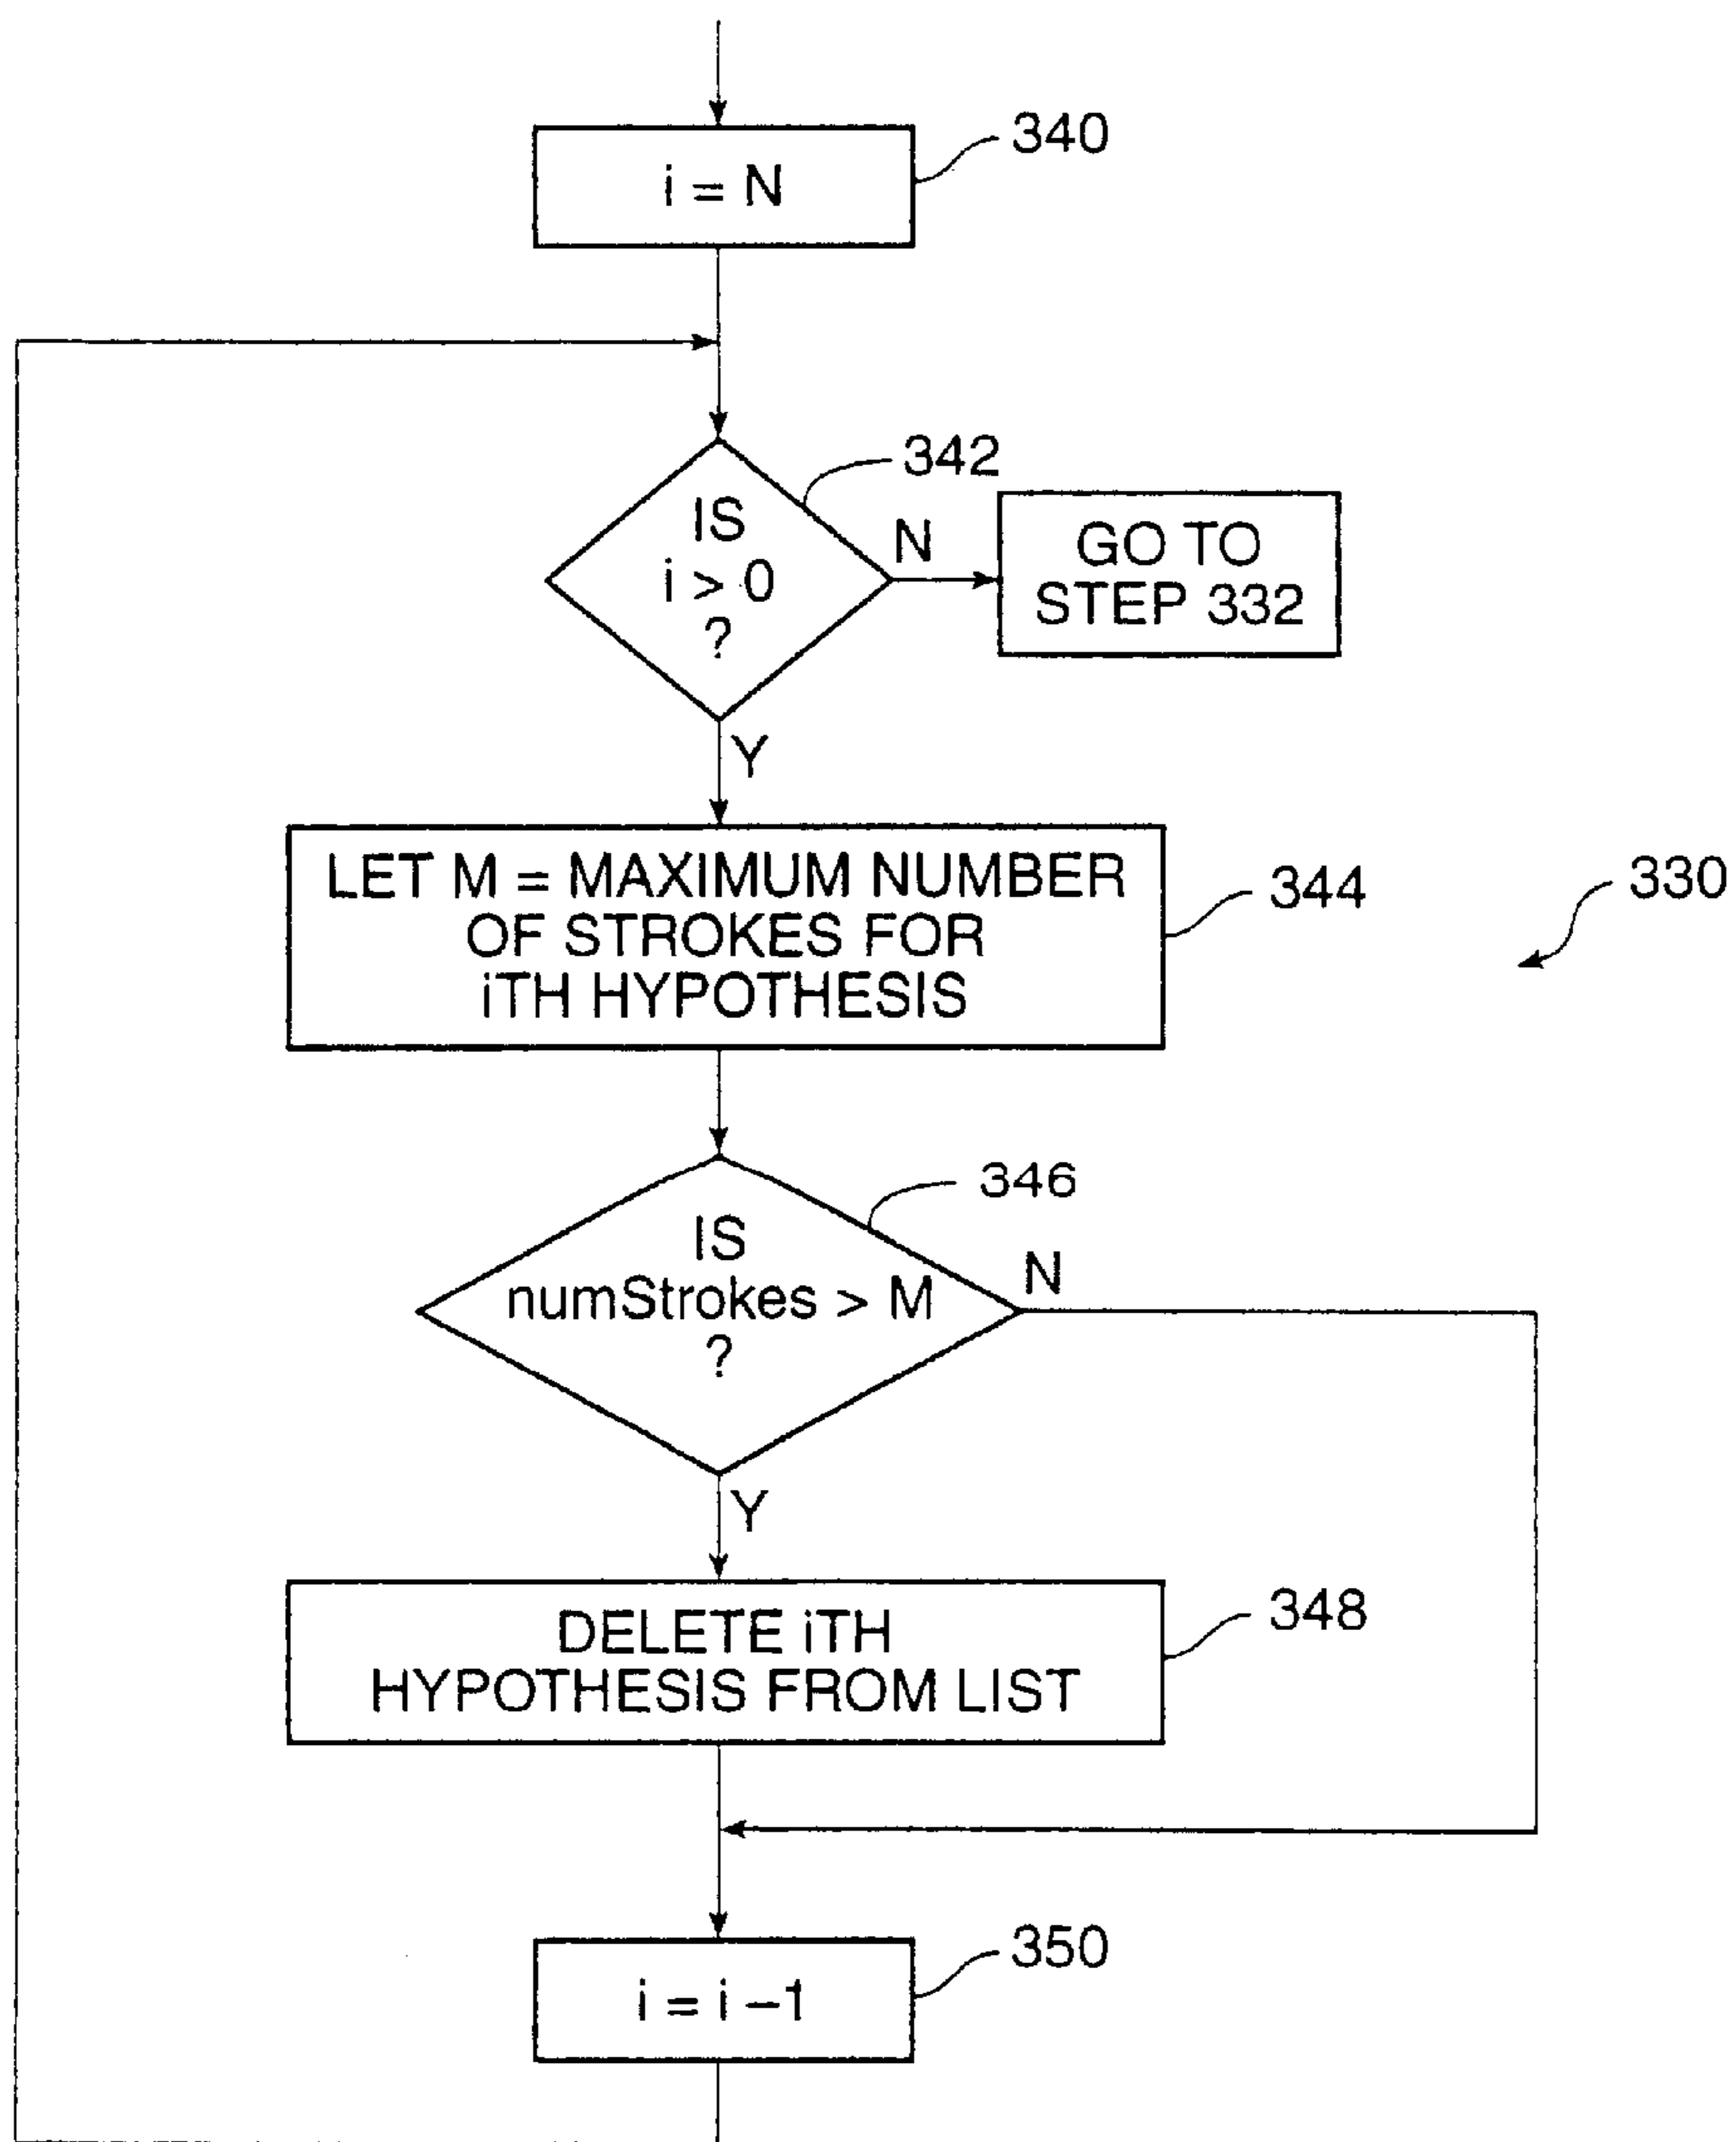 340
i = N
342
IS
i > 0
?
N
GO TO
STEP 332
Y
LET M = MAXIMUM NUMBER
OF STROKES FOR
iTH HYPOTHESIS
344
330
346
IS
numStrokes > M
?
N
Y
DELETE iTH
HYPOTHESIS FROM LIST
348
350
i = i –1